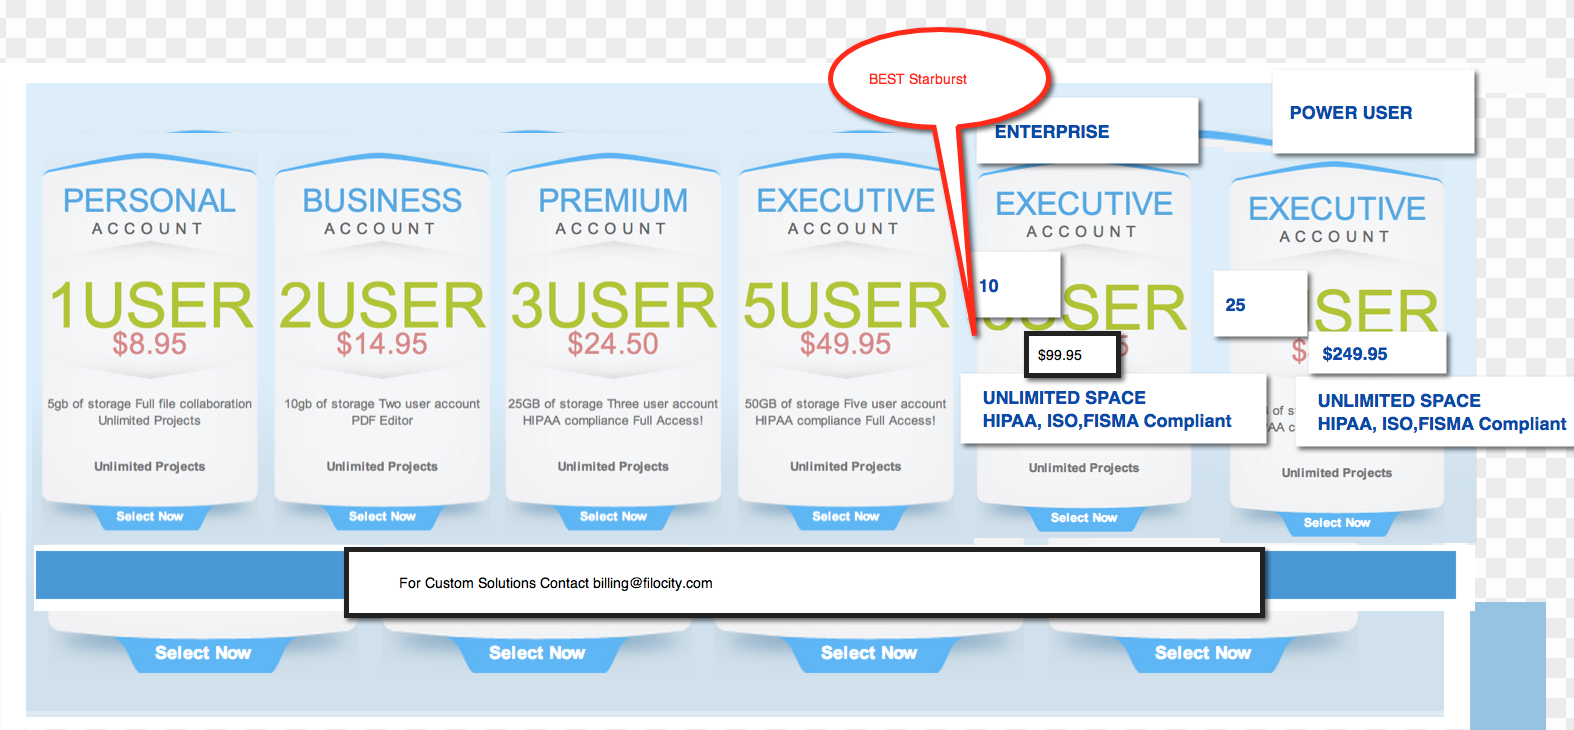 BEST Starburst
ENTERPRISE
POWER USER
PERSONAL
ACCOUNT
1USER
$8.95
5gb of storage Full file collaboration
Unlimited Projects
Unlimited Projects
Select Now
BUSINESS
ACCOUNT
2USER
$14.95
10gb of storage Two user account
PDF Editor
Unlimited Projects
Select Now
PREMIUM
ACCOUNT
3USER
$24.50
25GB of storage Three user account
HIPAA compliance Full Access!
Unlimited Projects
Select Now
EXECUTIVE
ACCOUNT
5USER
$49.95
50GB of storage Five user account
HIPAA compliance Full Access!
Unlimited Projects
Select Now
EXECUTIVE
ACCOUNT
10
USER
$99.95
UNLIMITED SPACE
HIPAA, ISO,FISMA Compliant
Unlimited Projects
Select Now
EXECUTIVE
ACCOUNT
25
SER
$249.95
UNLIMITED SPACE
HIPAA, ISO,FISMA Compliant
Unlimited Projects
Select Now
For Custom Solutions Contact billing@filocity.com
Select Now
Select Now
Select Now
Select Now